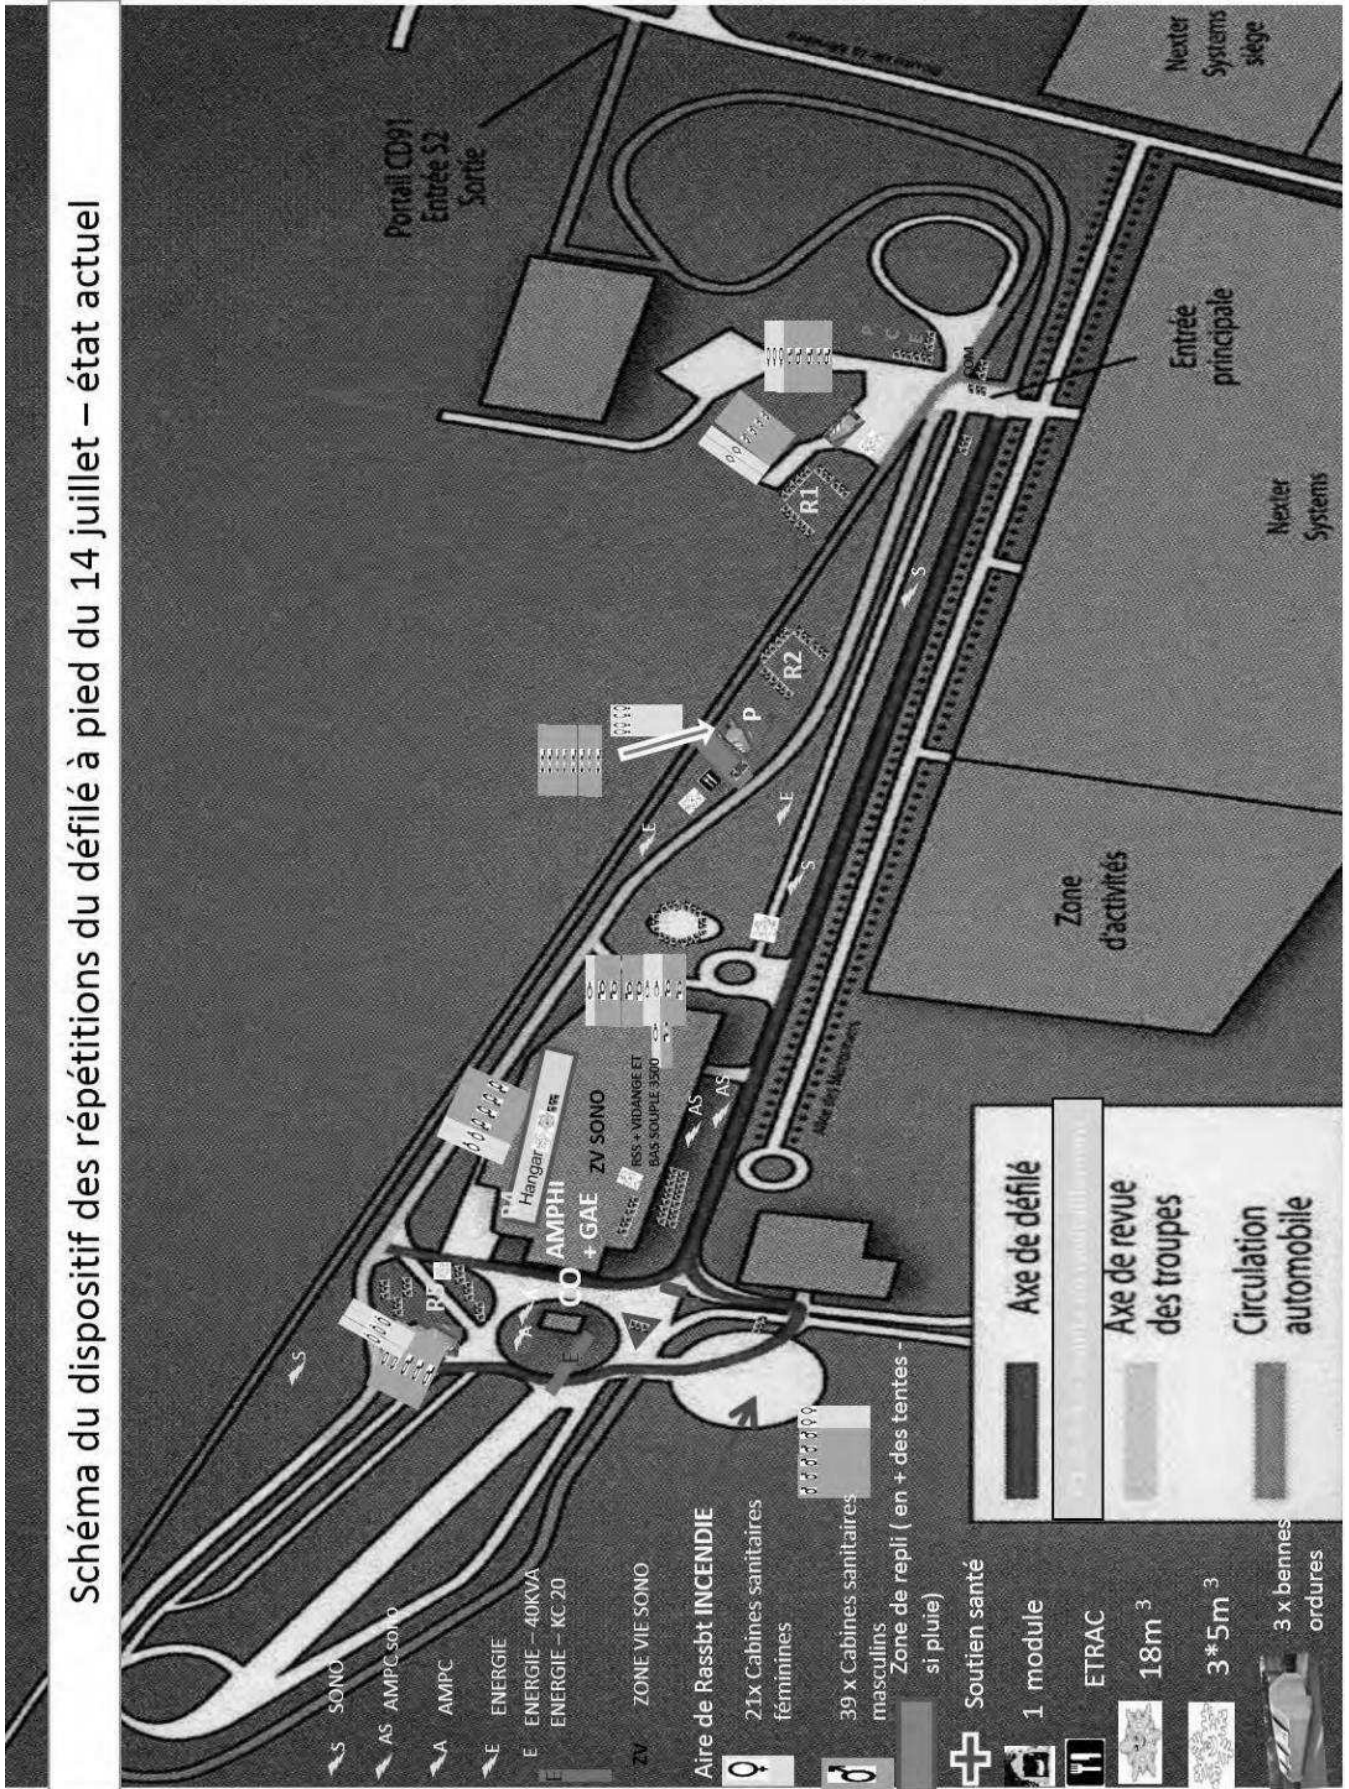 Schéma du dispositif des répétitions du défilé à pied du 14 juillet – état actuel
Portail CD91
Entrée S2
Sortie
Nexter
Systems
siège
P
C
E
COM
Entrée
principale
R1
Nexter
Systems
S
R2
P
E
E
S
Zone
d'activités
Hangar
AMPHI
+ GAE
CO
ZV SONO
RSS + VIDANGE ET
BAS SOUPLE 3500
AS
AS
R5
A
E
S
Axe de défilé
Axe de revue
des troupes
Circulation
automobile
S SONO
AS AMPC sono
A AMPC
E ENERGIE
E ENERGIE – 40KVA
ENERGIE – KC 20
ZV ZONE VIE SONO
Aire de Rassbt INCENDIE
21x Cabines sanitaires
féminines
39 x Cabines sanitaires
masculins
Zone de repli ( en + des tentes -
si pluie)
Soutien santé
1 module
ETRAC
18m 3
3*5m 3
3 x bennes
ordures